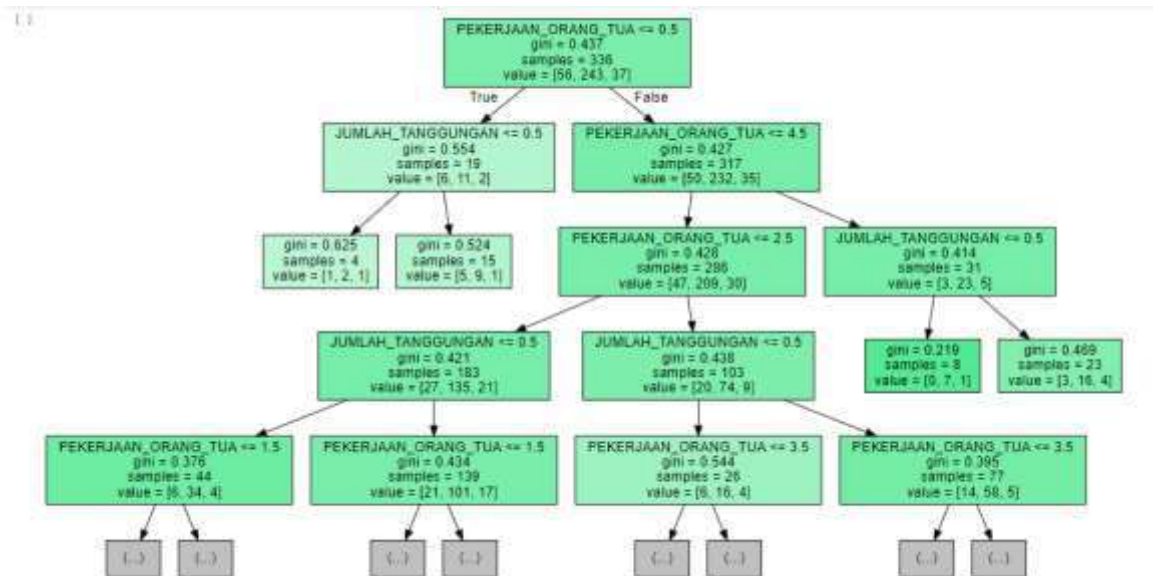 [ ]
PEKERJAAN_ORANG_TUA <= 0.5
gini = 0.437
samples = 336
value = [56, 243, 37]
True
False
JUMLAH_TANGGUNGAN <= 0.5
gini = 0.554
samples = 19
value = [6, 11, 2]
PEKERJAAN_ORANG_TUA <= 4.5
gini = 0.427
samples = 317
value = [50, 232, 35]
gini = 0.625
samples = 4
value = [1, 2, 1]
gini = 0.524
samples = 15
value = [5, 9, 1]
PEKERJAAN_ORANG_TUA <= 2.5
gini = 0.428
samples = 286
value = [47, 209, 30]
JUMLAH_TANGGUNGAN <= 0.5
gini = 0.414
samples = 31
value = [3, 23, 5]
JUMLAH_TANGGUNGAN <= 0.5
gini = 0.421
samples = 183
value = [27, 135, 21]
JUMLAH_TANGGUNGAN <= 0.5
gini = 0.438
samples = 103
value = [20, 74, 9]
gini = 0.219
samples = 8
value = [0, 7, 1]
gini = 0.469
samples = 23
value = [3, 16, 4]
PEKERJAAN_ORANG_TUA <= 1.5
gini = 0.376
samples = 44
value = [6, 34, 4]
PEKERJAAN_ORANG_TUA <= 1.5
gini = 0.434
samples = 139
value = [21, 101, 17]
PEKERJAAN_ORANG_TUA <= 3.5
gini = 0.544
samples = 26
value = [6, 16, 4]
PEKERJAAN_ORANG_TUA <= 3.5
gini = 0.395
samples = 77
value = [14, 58, 5]
(...)
(...)
(...)
(...)
(...)
(...)
(...)
(...)